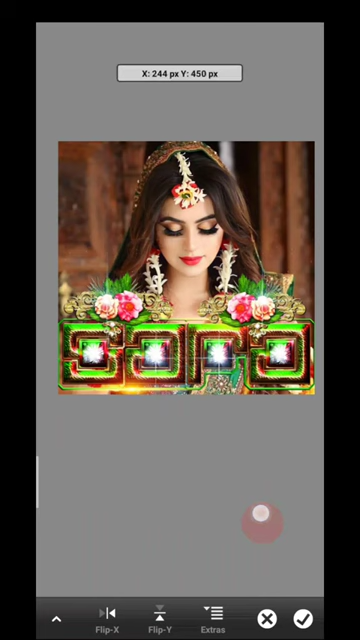 X: 244 px Y: 450 px
sara
Flip-X Flip-Y Extras